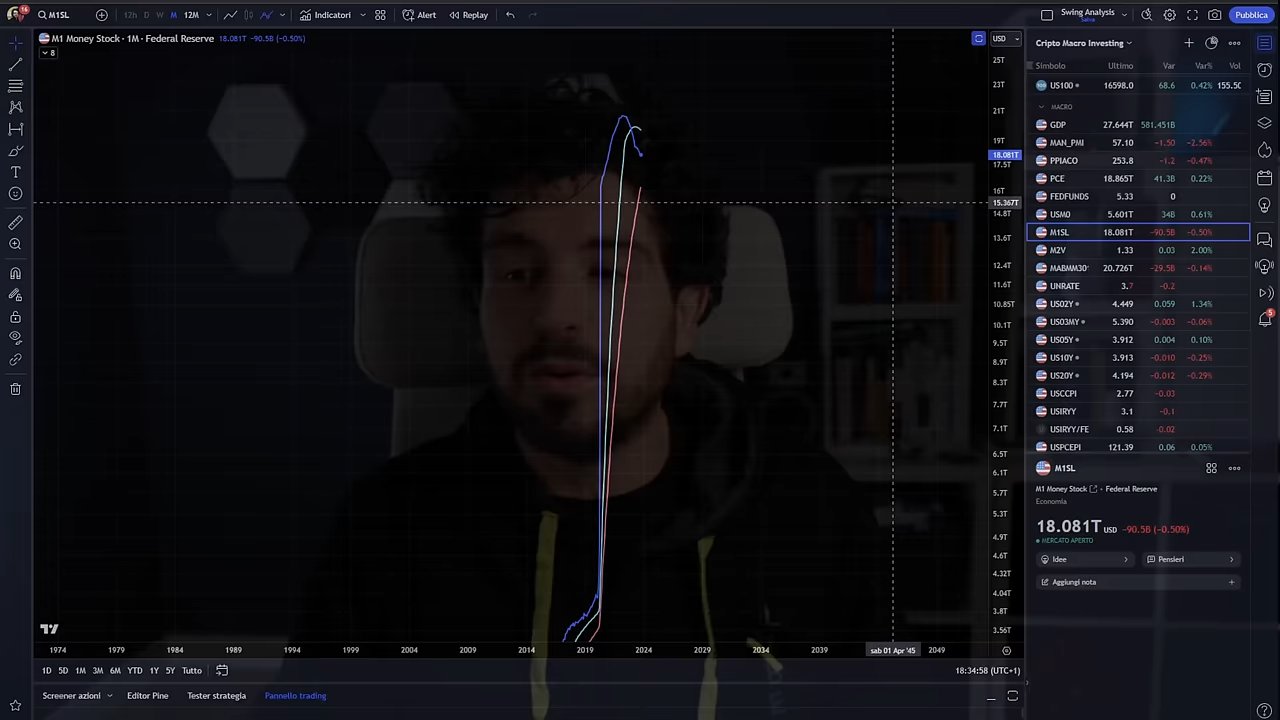 16
M1SL
12h D W M 12M
Indicatori
Alert
Replay
Swing Analysis
Salva
Pubblica
M1 Money Stock · 1M · Federal Reserve 18.081T −90.5B (−0.50%)
8
USD
25T
23T
21T
19T
18.081T
17.5T
16T
15.367T
14.8T
13.6T
12.4T
11.6T
10.85T
10.1T
9.5T
8.9T
8.3T
7.7T
7.1T
6.5T
6.1T
5.7T
5.3T
4.9T
4.6T
4.32T
4.04T
3.8T
3.56T
1974 1979 1984 1989 1994 1999 2004 2009 2014 2019 2024 2029 2034 2039 sab 01 Apr '45 2049
1D 5D 1M 3M 6M YTD 1Y 5Y Tutto
18:34:58 (UTC+1)
Screener azioni Editor Pine Tester strategia Pannello trading
Cripto Macro Investing
Simbolo Ultimo Var Var% Vol
US100 16598.0 68.6 0.42% 155.5
MACRO
GDP 27.644T 581.451B
MAN_PMI 57.10 −1.50 −2.56%
PPIACO 253.8 −1.2 −0.47%
PCE 18.865T 41.3B 0.22%
FEDFUNDS 5.33 0
USM0 5.601T 34B 0.61%
M1SL 18.081T −90.5B −0.50%
M2V 1.33 0.03 2.00%
MABMM30 20.726T −29.5B −0.14%
UNRATE 3.7 −0.2
US02Y 4.449 0.059 1.34%
US03MY 5.390 −0.003 −0.06%
US05Y 3.912 0.004 0.10%
US10Y 3.913 −0.010 −0.25%
US20Y 4.194 −0.012 −0.29%
USCCPI 2.77 −0.03
USIRYY 3.1 −0.1
USIRYY/FE 0.58 −0.02
USPCEPI 121.39 0.06 0.05%
M1SL
M1 Money Stock · Federal Reserve
Economia
18.081T USD −90.5B (−0.50%)
MERCATO APERTO
Idee
Pensieri
Aggiungi nota
5